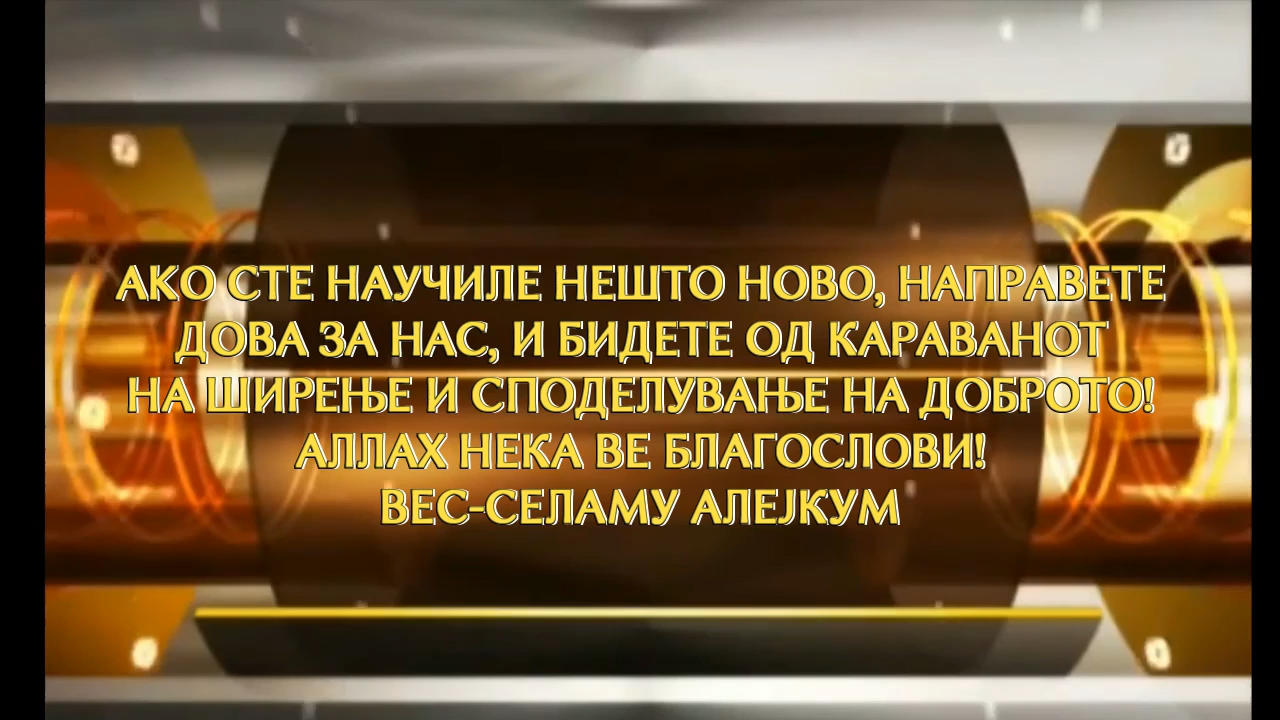 АКО СТЕ НАУЧИЛЕ НЕШТО НОВО, НАПРАВЕТЕ
ДОВА ЗА НАС, И БИДЕТЕ ОД КАРАВАНОТ
НА ШИРЕЊЕ И СПОДЕЛУВАЊЕ НА ДОБРОТО!
АЛЛАХ НЕКА ВЕ БЛАГОСЛОВИ!
ВЕС-СЕЛАМУ АЛЕЈКУМ